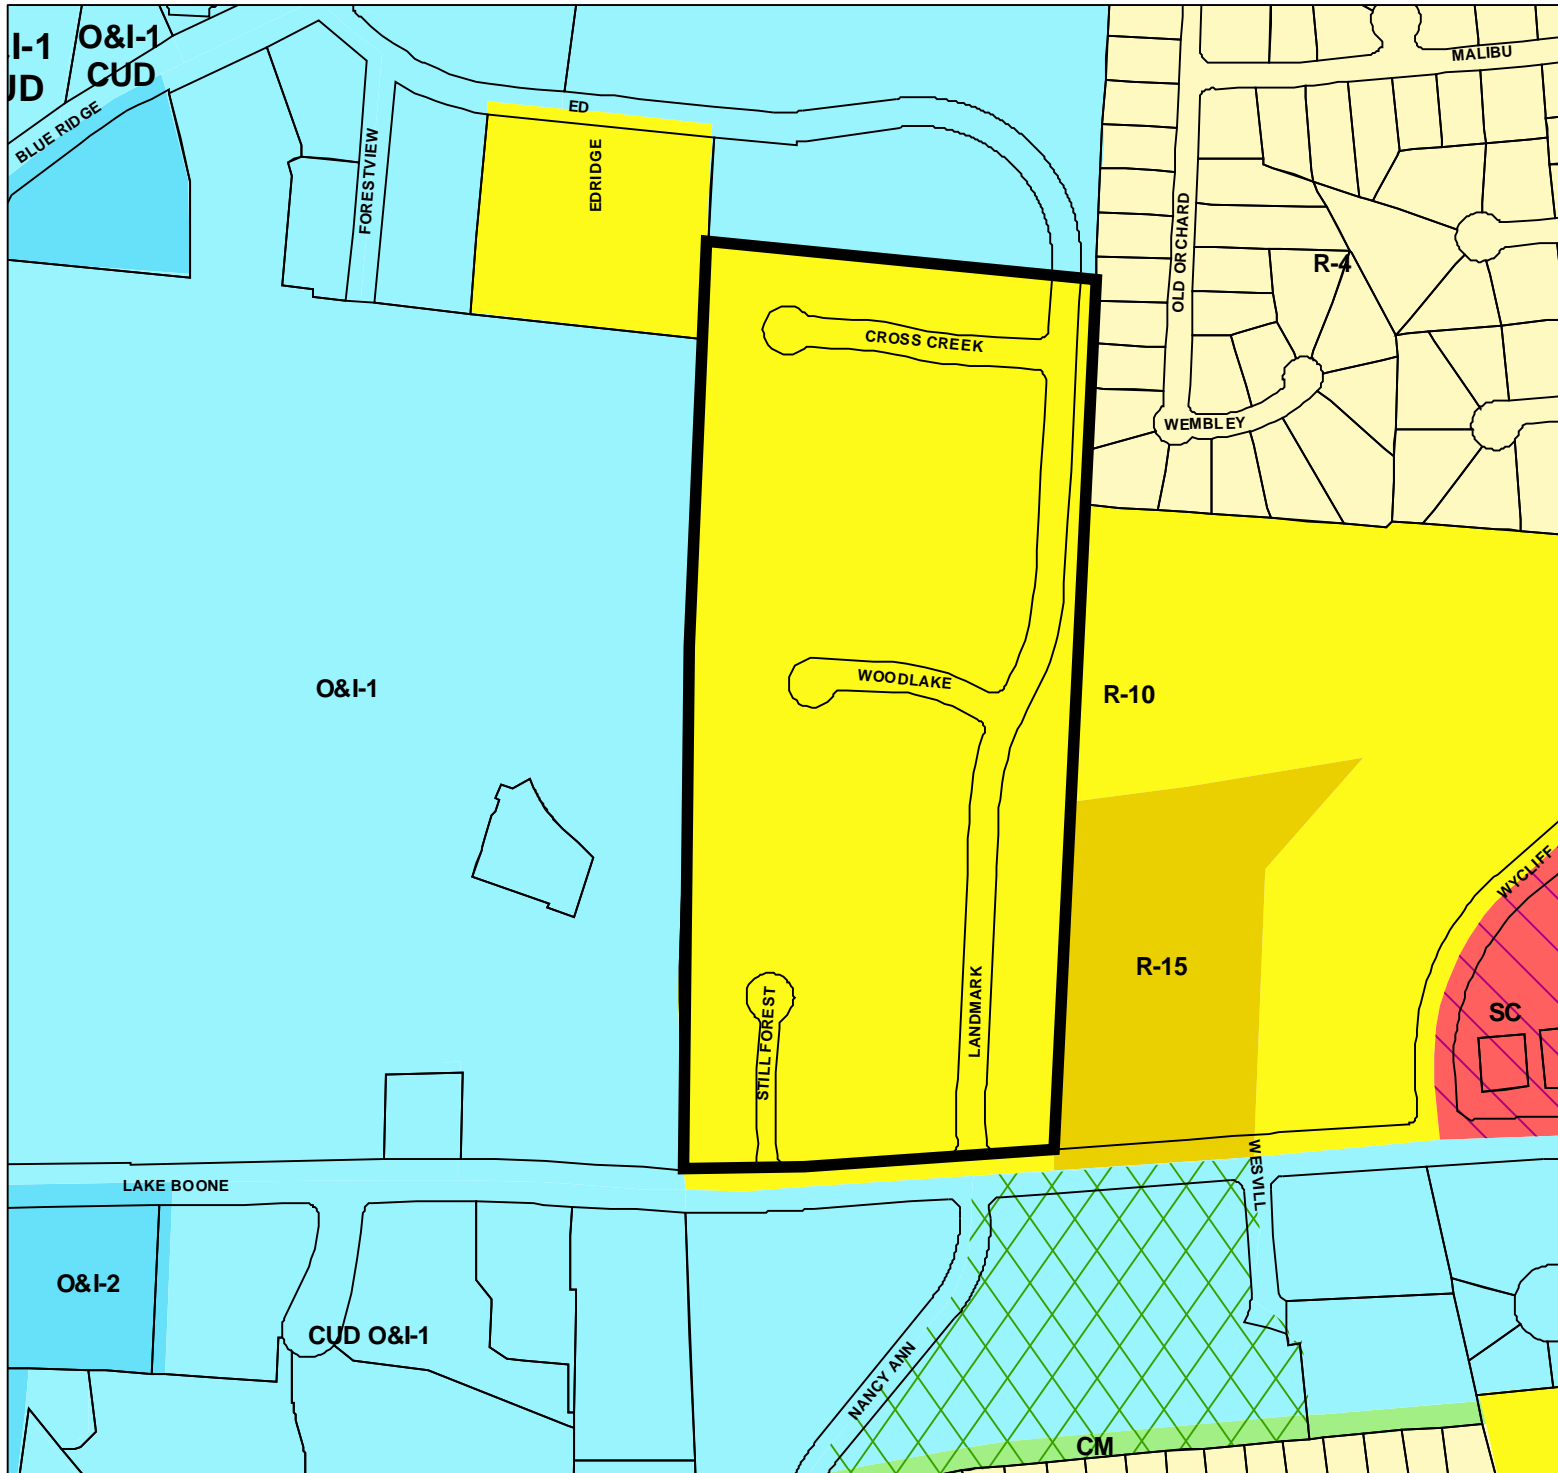 I-1
UD
O&I-1
CUD
BLUE RIDGE
FORESTVIEW
ED
EDRIDGE
MALIBU
OLD ORCHARD
R-4
CROSS CREEK
WEMBLEY
O&I-1
WOODLAKE
R-10
WYCLIFF
R-15
SC
STILL FOREST
LANDMARK
LAKE BOONE
WESVILL
O&I-2
CUD O&I-1
NANCY ANN
CM